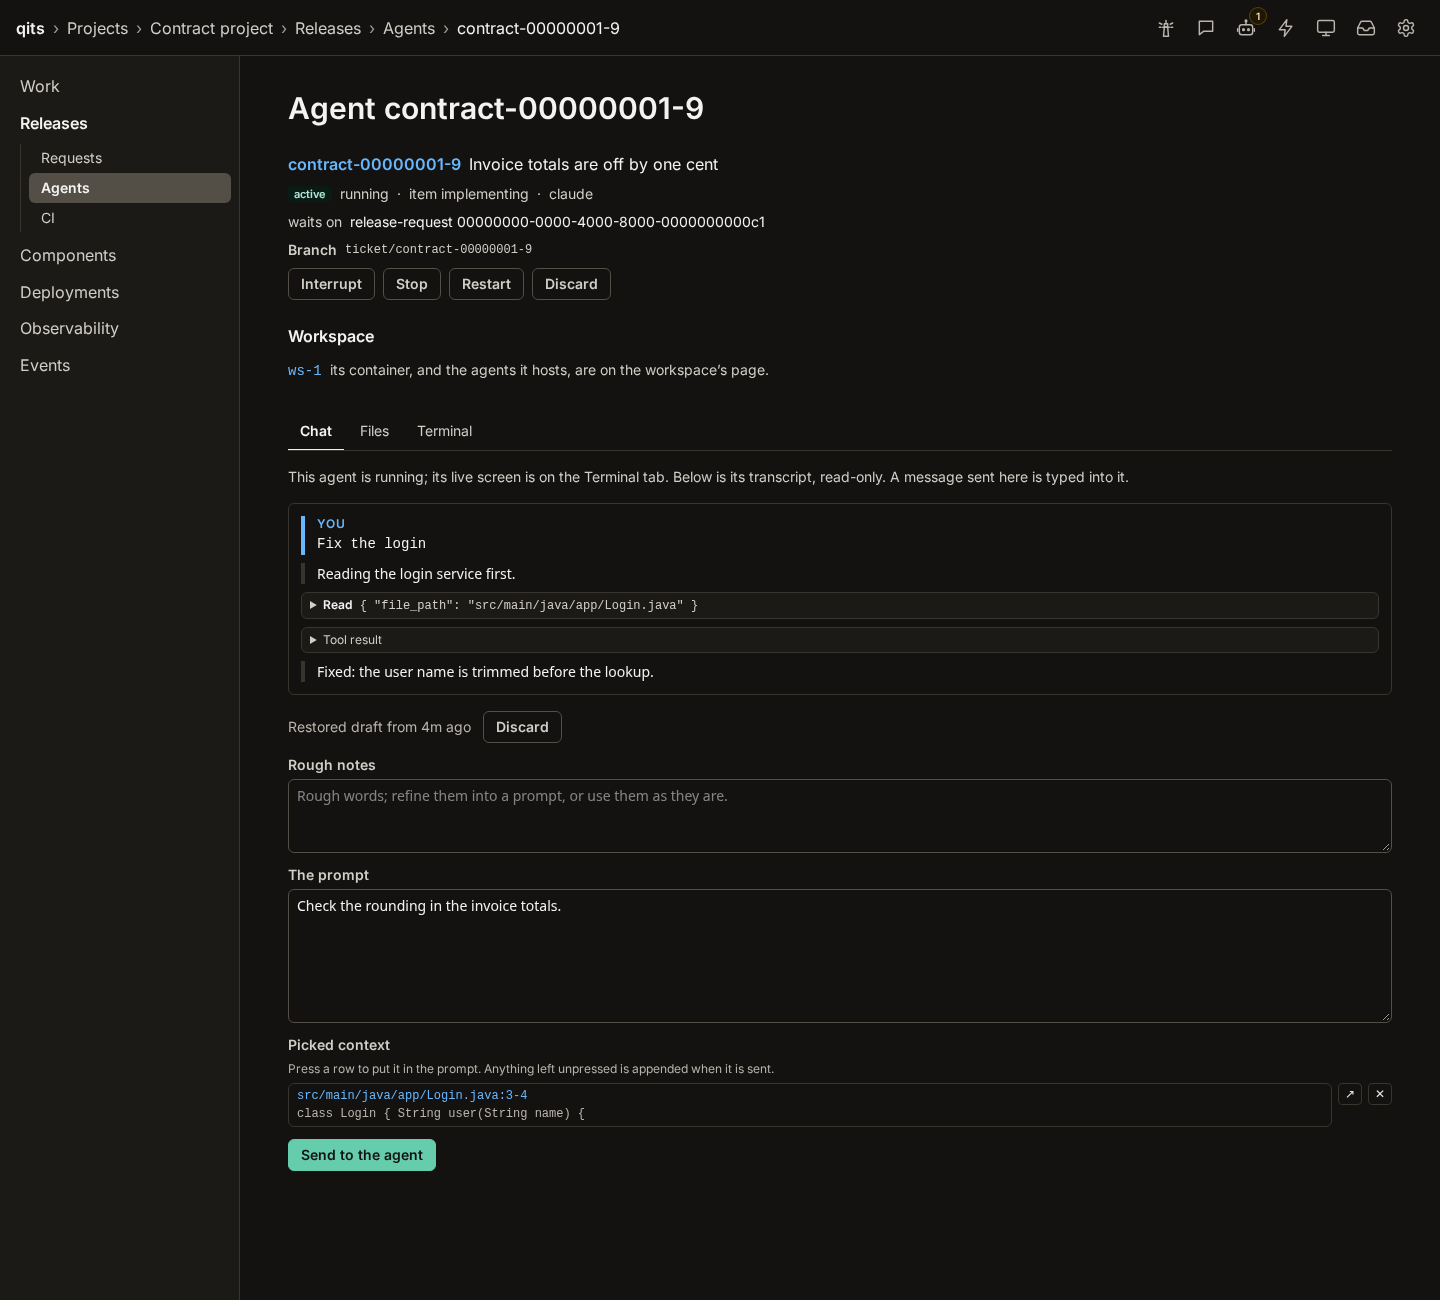 qits › Projects › Contract project › Releases › Agents › contract-00000001-9
1
Work
Releases
Requests
Agents
CI
Components
Deployments
Observability
Events
Agent contract-00000001-9
contract-00000001-9 Invoice totals are off by one cent
active running · item implementing · claude
waits on release-request 00000000-0000-4000-8000-0000000000c1
Branch ticket/contract-00000001-9
Interrupt Stop Restart Discard
Workspace
ws-1 its container, and the agents it hosts, are on the workspace’s page.
Chat Files Terminal
This agent is running; its live screen is on the Terminal tab. Below is its transcript, read-only. A message sent here is typed into it.
YOU
Fix the login
Reading the login service first.
Read { "file_path": "src/main/java/app/Login.java" }
Tool result
Fixed: the user name is trimmed before the lookup.
Restored draft from 4m ago Discard
Rough notes
Rough words; refine them into a prompt, or use them as they are.
The prompt
Check the rounding in the invoice totals.
Picked context
Press a row to put it in the prompt. Anything left unpressed is appended when it is sent.
src/main/java/app/Login.java:3-4
class Login { String user(String name) {
Send to the agent